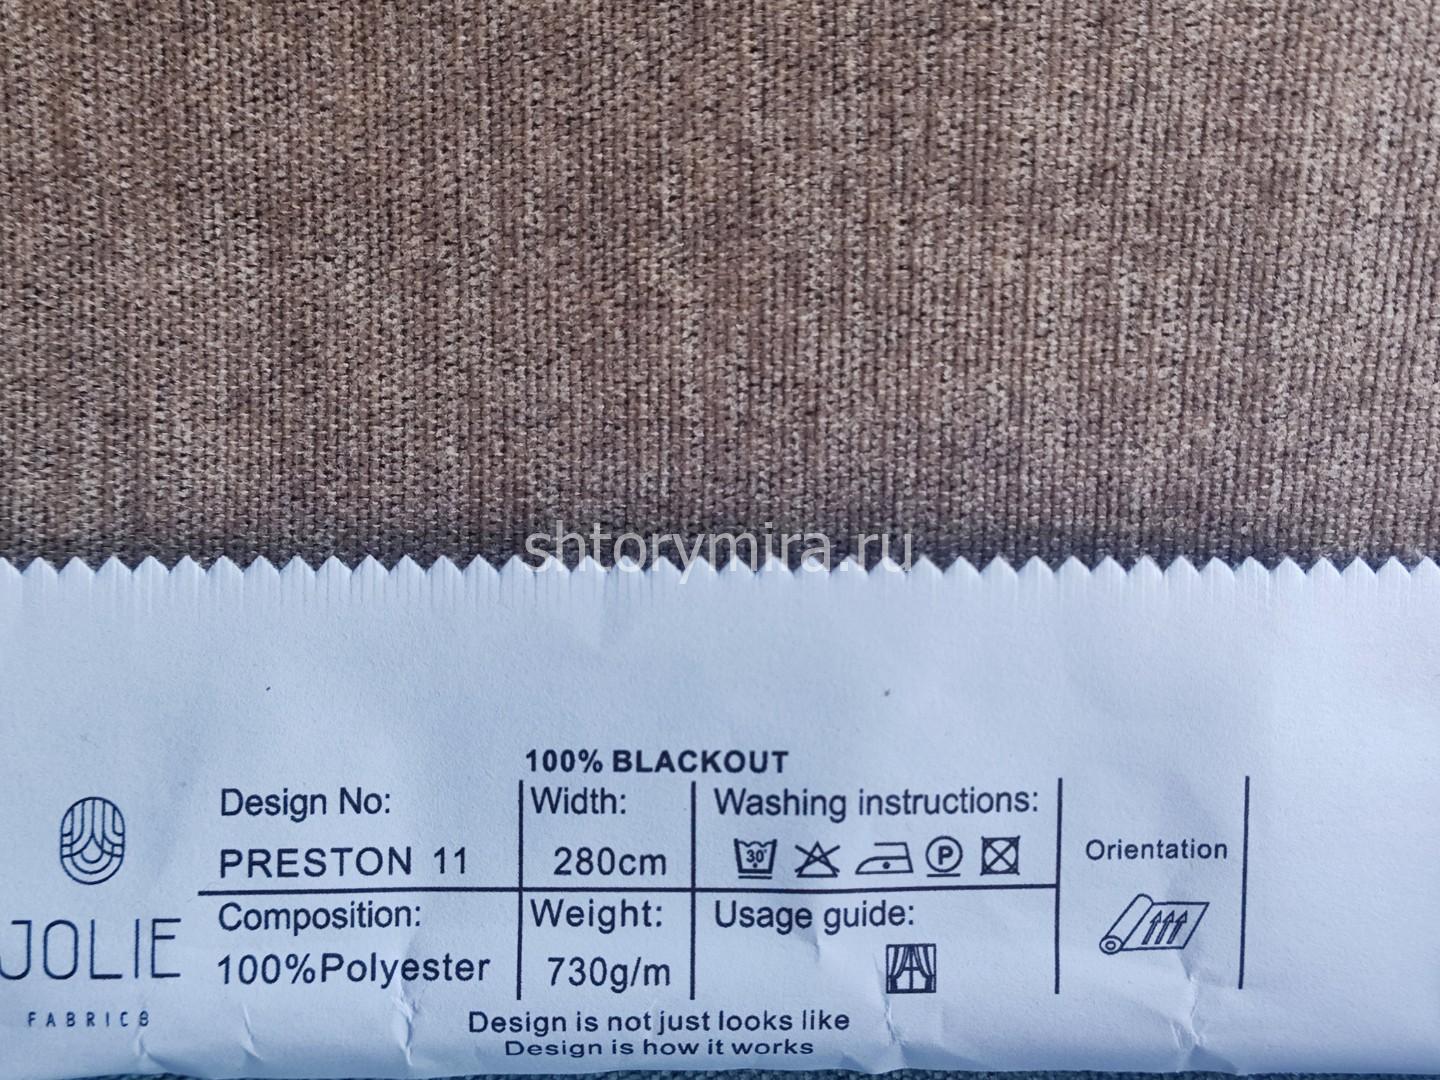 shtorymira.ru
100% BLACKOUT
Design No:
PRESTON 11
Width:
280cm
Washing instructions:
30°
P
Composition:
100%Polyester
Weight:
730g/m
Usage guide:
Orientation
JOLIE
FABRICS
Design is not just looks like
Design is how it works